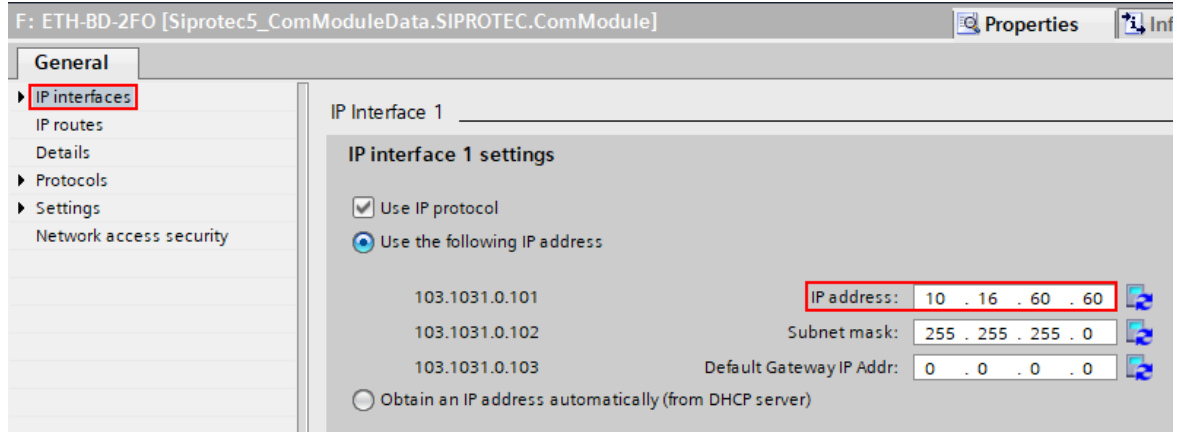 F: ETH-BD-2FO [Siprotec5_ComModuleData.SIPROTEC.ComModule]
Properties
Inf
General
IP interfaces
IP routes
Details
Protocols
Settings
Network access security
IP Interface 1
IP interface 1 settings
Use IP protocol
Use the following IP address
103.1031.0.101 IP address: 10 . 16 . 60 . 60
103.1031.0.102 Subnet mask: 255 . 255 . 255 . 0
103.1031.0.103 Default Gateway IP Addr: 0 . 0 . 0 . 0
Obtain an IP address automatically (from DHCP server)